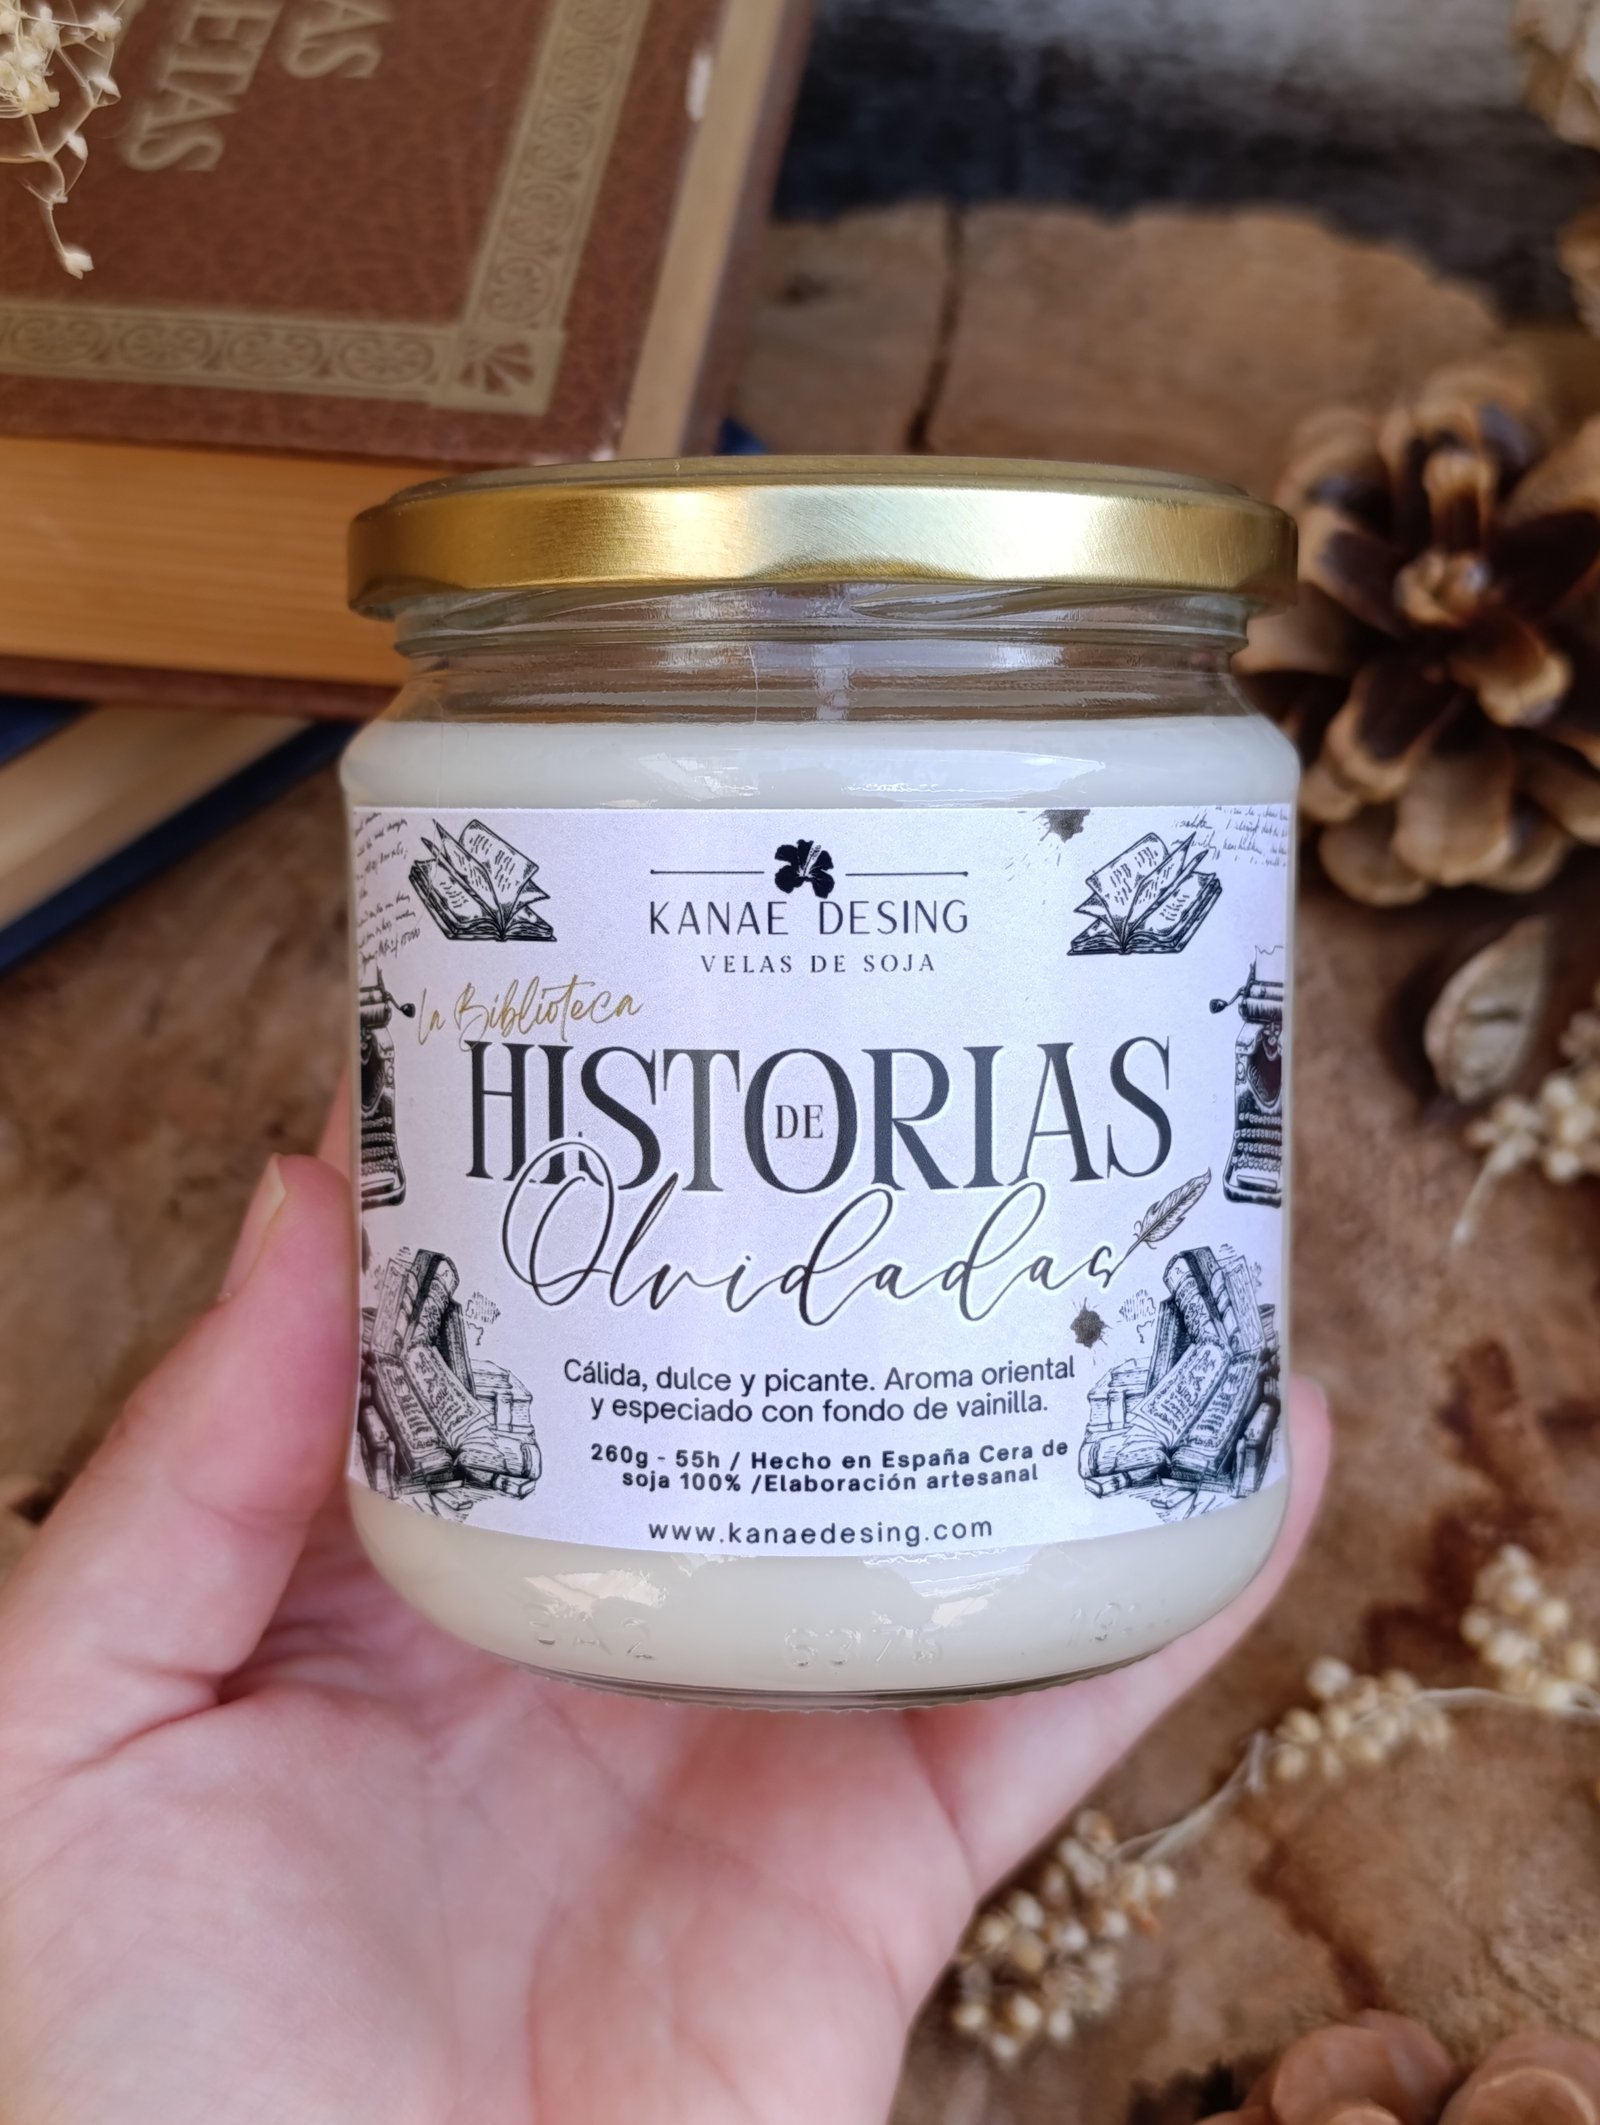 ETAS
KANAE DESING
VELAS DE SOJA
La Biblioteca
HISTORIAS
DE
Olvidadas
Cálida, dulce y picante. Aroma oriental
y especiado con fondo de vainilla.
260g - 55h / Hecho en España Cera de
soja 100% /Elaboración artesanal
www.kanaedesing.com